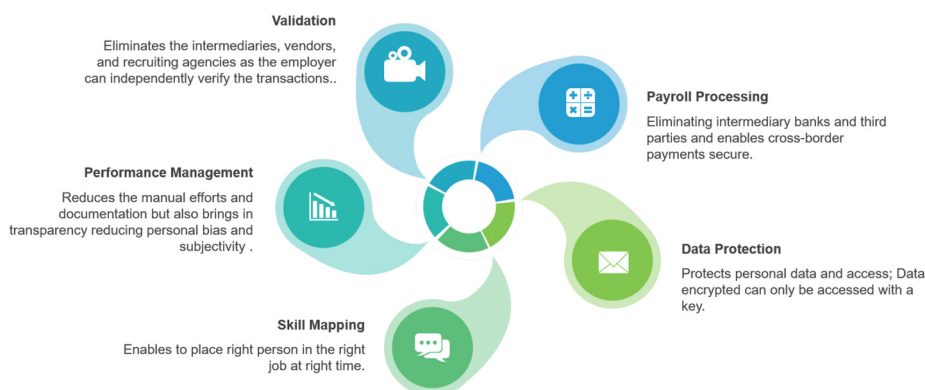 Validation
Eliminates the intermediaries, vendors,
and recruiting agencies as the employer
can independently verify the transactions..
Payroll Processing
Eliminating intermediary banks and third
parties and enables cross-border
payments secure.
Performance Management
Reduces the manual efforts and
documentation but also brings in
transparency reducing personal bias and
subjectivity .
Data Protection
Protects personal data and access; Data
encrypted can only be accessed with a
key.
Skill Mapping
Enables to place right person in the right
job at right time.